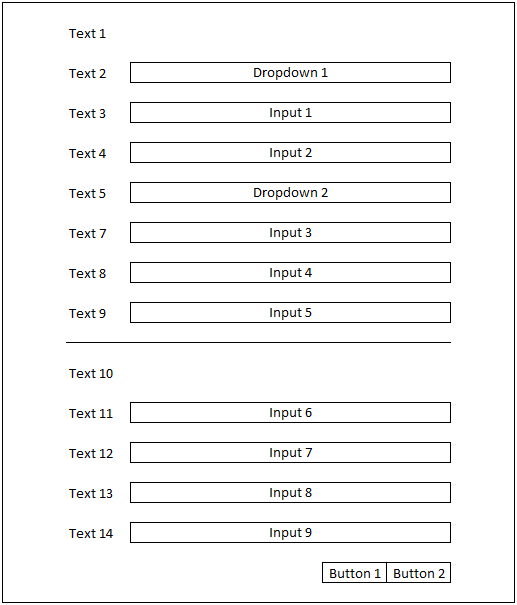 Text 1
Text 2 Dropdown 1
Text 3 Input 1
Text 4 Input 2
Text 5 Dropdown 2
Text 7 Input 3
Text 8 Input 4
Text 9 Input 5
Text 10
Text 11 Input 6
Text 12 Input 7
Text 13 Input 8
Text 14 Input 9
Button 1 Button 2